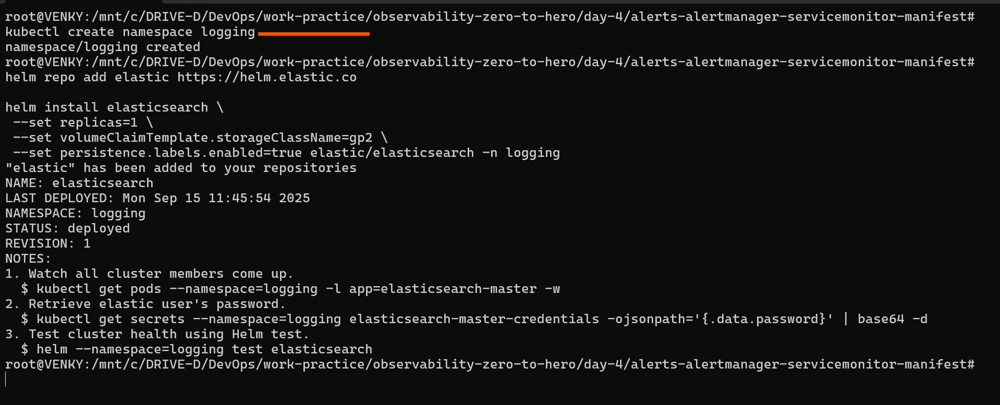 root@VENKY:/mnt/c/DRIVE-D/DevOps/work-practice/observability-zero-to-hero/day-4/alerts-alertmanager-servicemonitor-manifest#
kubectl create namespace logging
namespace/logging created
root@VENKY:/mnt/c/DRIVE-D/DevOps/work-practice/observability-zero-to-hero/day-4/alerts-alertmanager-servicemonitor-manifest#
helm repo add elastic https://helm.elastic.co
helm install elasticsearch \
 --set replicas=1 \
 --set volumeClaimTemplate.storageClassName=gp2 \
 --set persistence.labels.enabled=true elastic/elasticsearch -n logging
"elastic" has been added to your repositories
NAME: elasticsearch
LAST DEPLOYED: Mon Sep 15 11:45:54 2025
NAMESPACE: logging
STATUS: deployed
REVISION: 1
NOTES:
1. Watch all cluster members come up.
  $ kubectl get pods --namespace=logging -l app=elasticsearch-master -w
2. Retrieve elastic user's password.
  $ kubectl get secrets --namespace=logging elasticsearch-master-credentials -ojsonpath='{.data.password}' | base64 -d
3. Test cluster health using Helm test.
  $ helm --namespace=logging test elasticsearch
root@VENKY:/mnt/c/DRIVE-D/DevOps/work-practice/observability-zero-to-hero/day-4/alerts-alertmanager-servicemonitor-manifest#